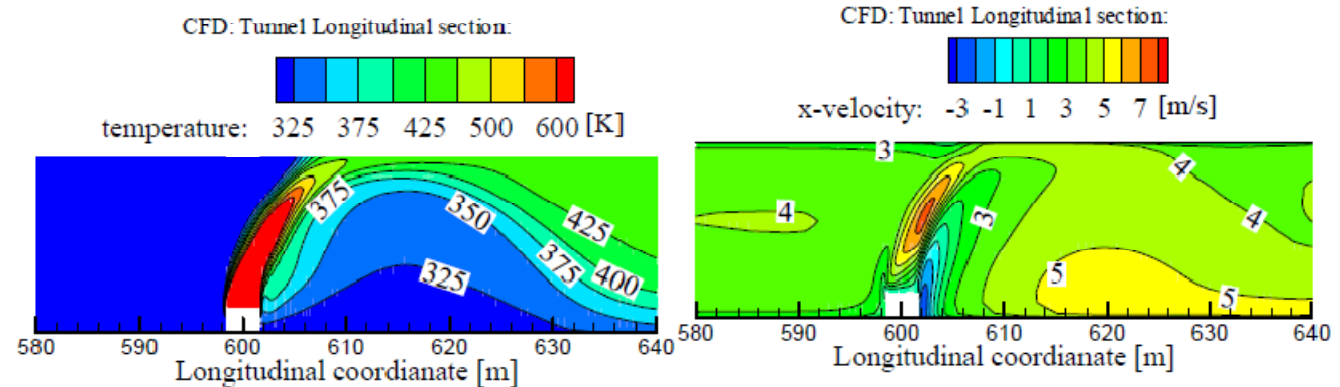 CFD: Tunnel Longitudinal section:
temperature: 325 375 425 500 600 [K]
375
350
425
325
375
400
580 590 600 610 620 630 640
Longitudinal coordianate [m]
CFD: Tunnel Longitudinal section:
x-velocity: -3 -1 1 3 5 7 [m/s]
3
4
4
3
4
5
5
580 590 600 610 620 630 640
Longitudinal coordianate [m]